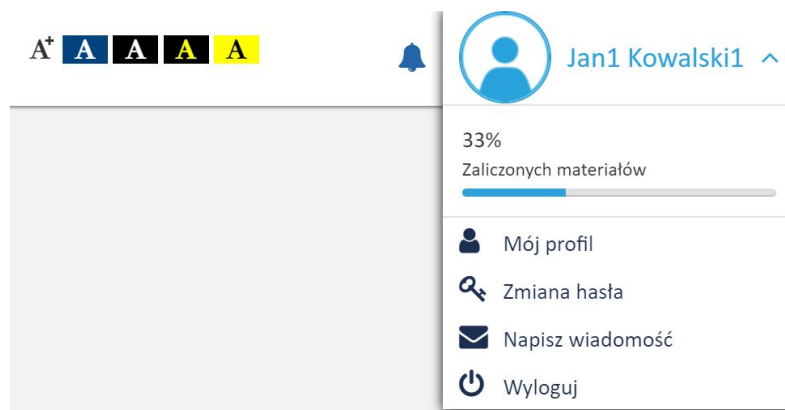 A+ A A A A
Jan1 Kowalski1
33%
Zaliczonych materiałów
Mój profil
Zmiana hasła
Napisz wiadomość
Wyloguj